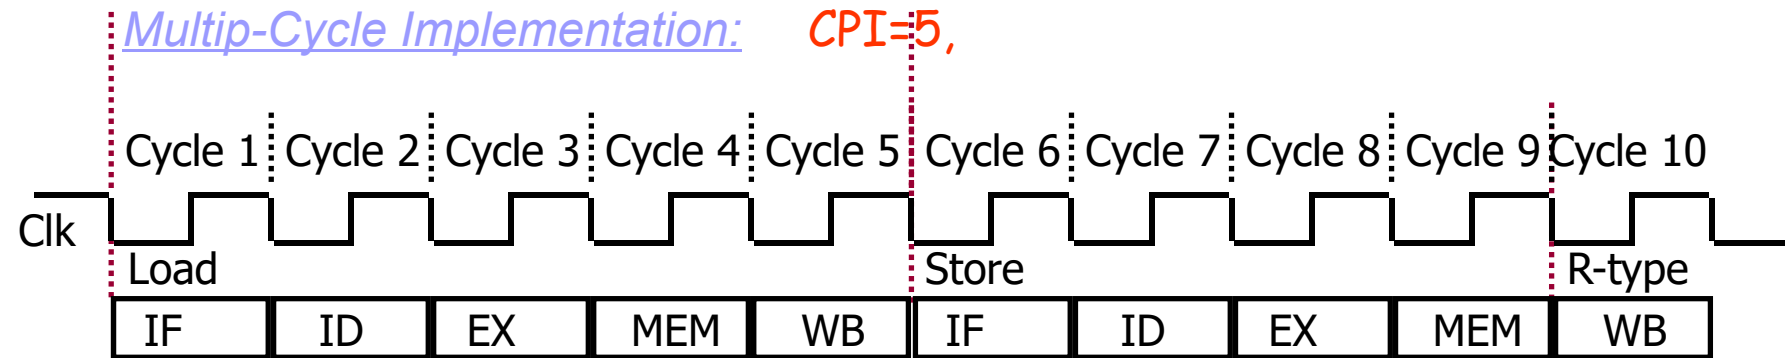 Multip-Cycle Implementation: CPI=5,
Cycle 1 Cycle 2 Cycle 3 Cycle 4 Cycle 5 Cycle 6 Cycle 7 Cycle 8 Cycle 9 Cycle 10
Clk
Load Store R-type
IF ID EX MEM WB IF ID EX MEM WB